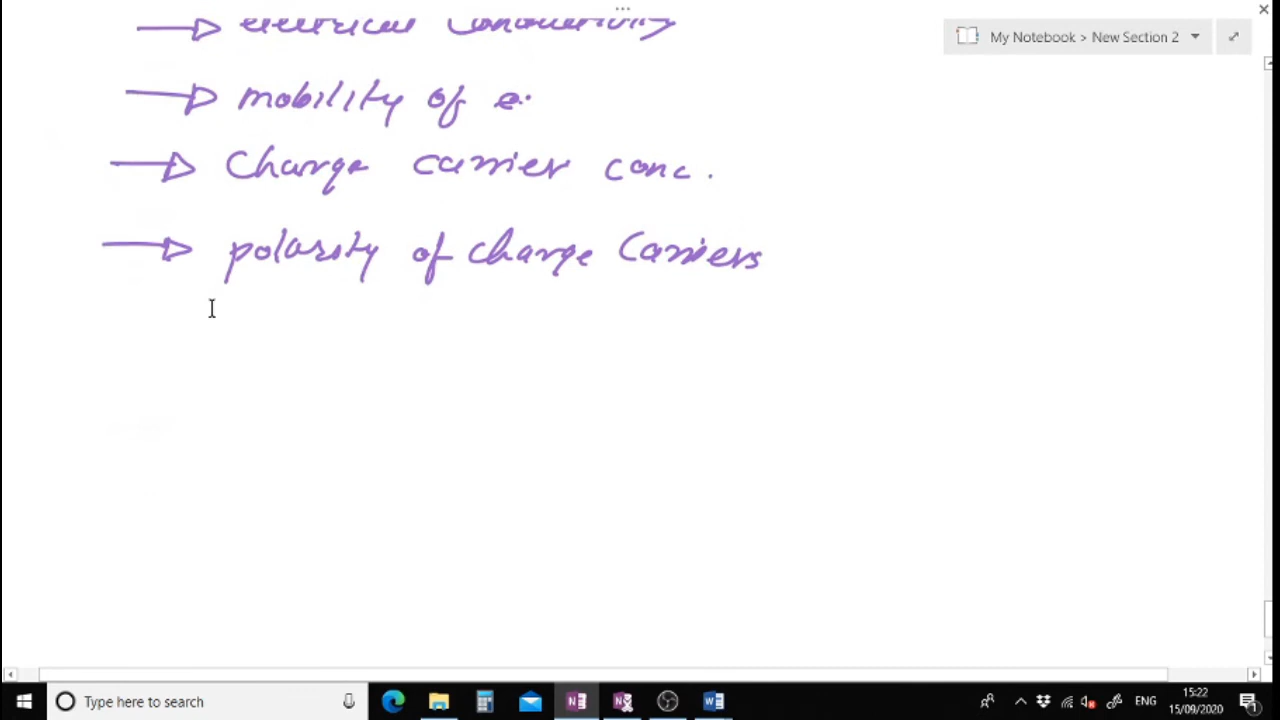 ...
electrical conductivity
My Notebook > New Section 2
mobility of e-
Charge carrier conc.
polarity of charge Carriers
Type here to search
ENG
15:22
15/09/2020
1